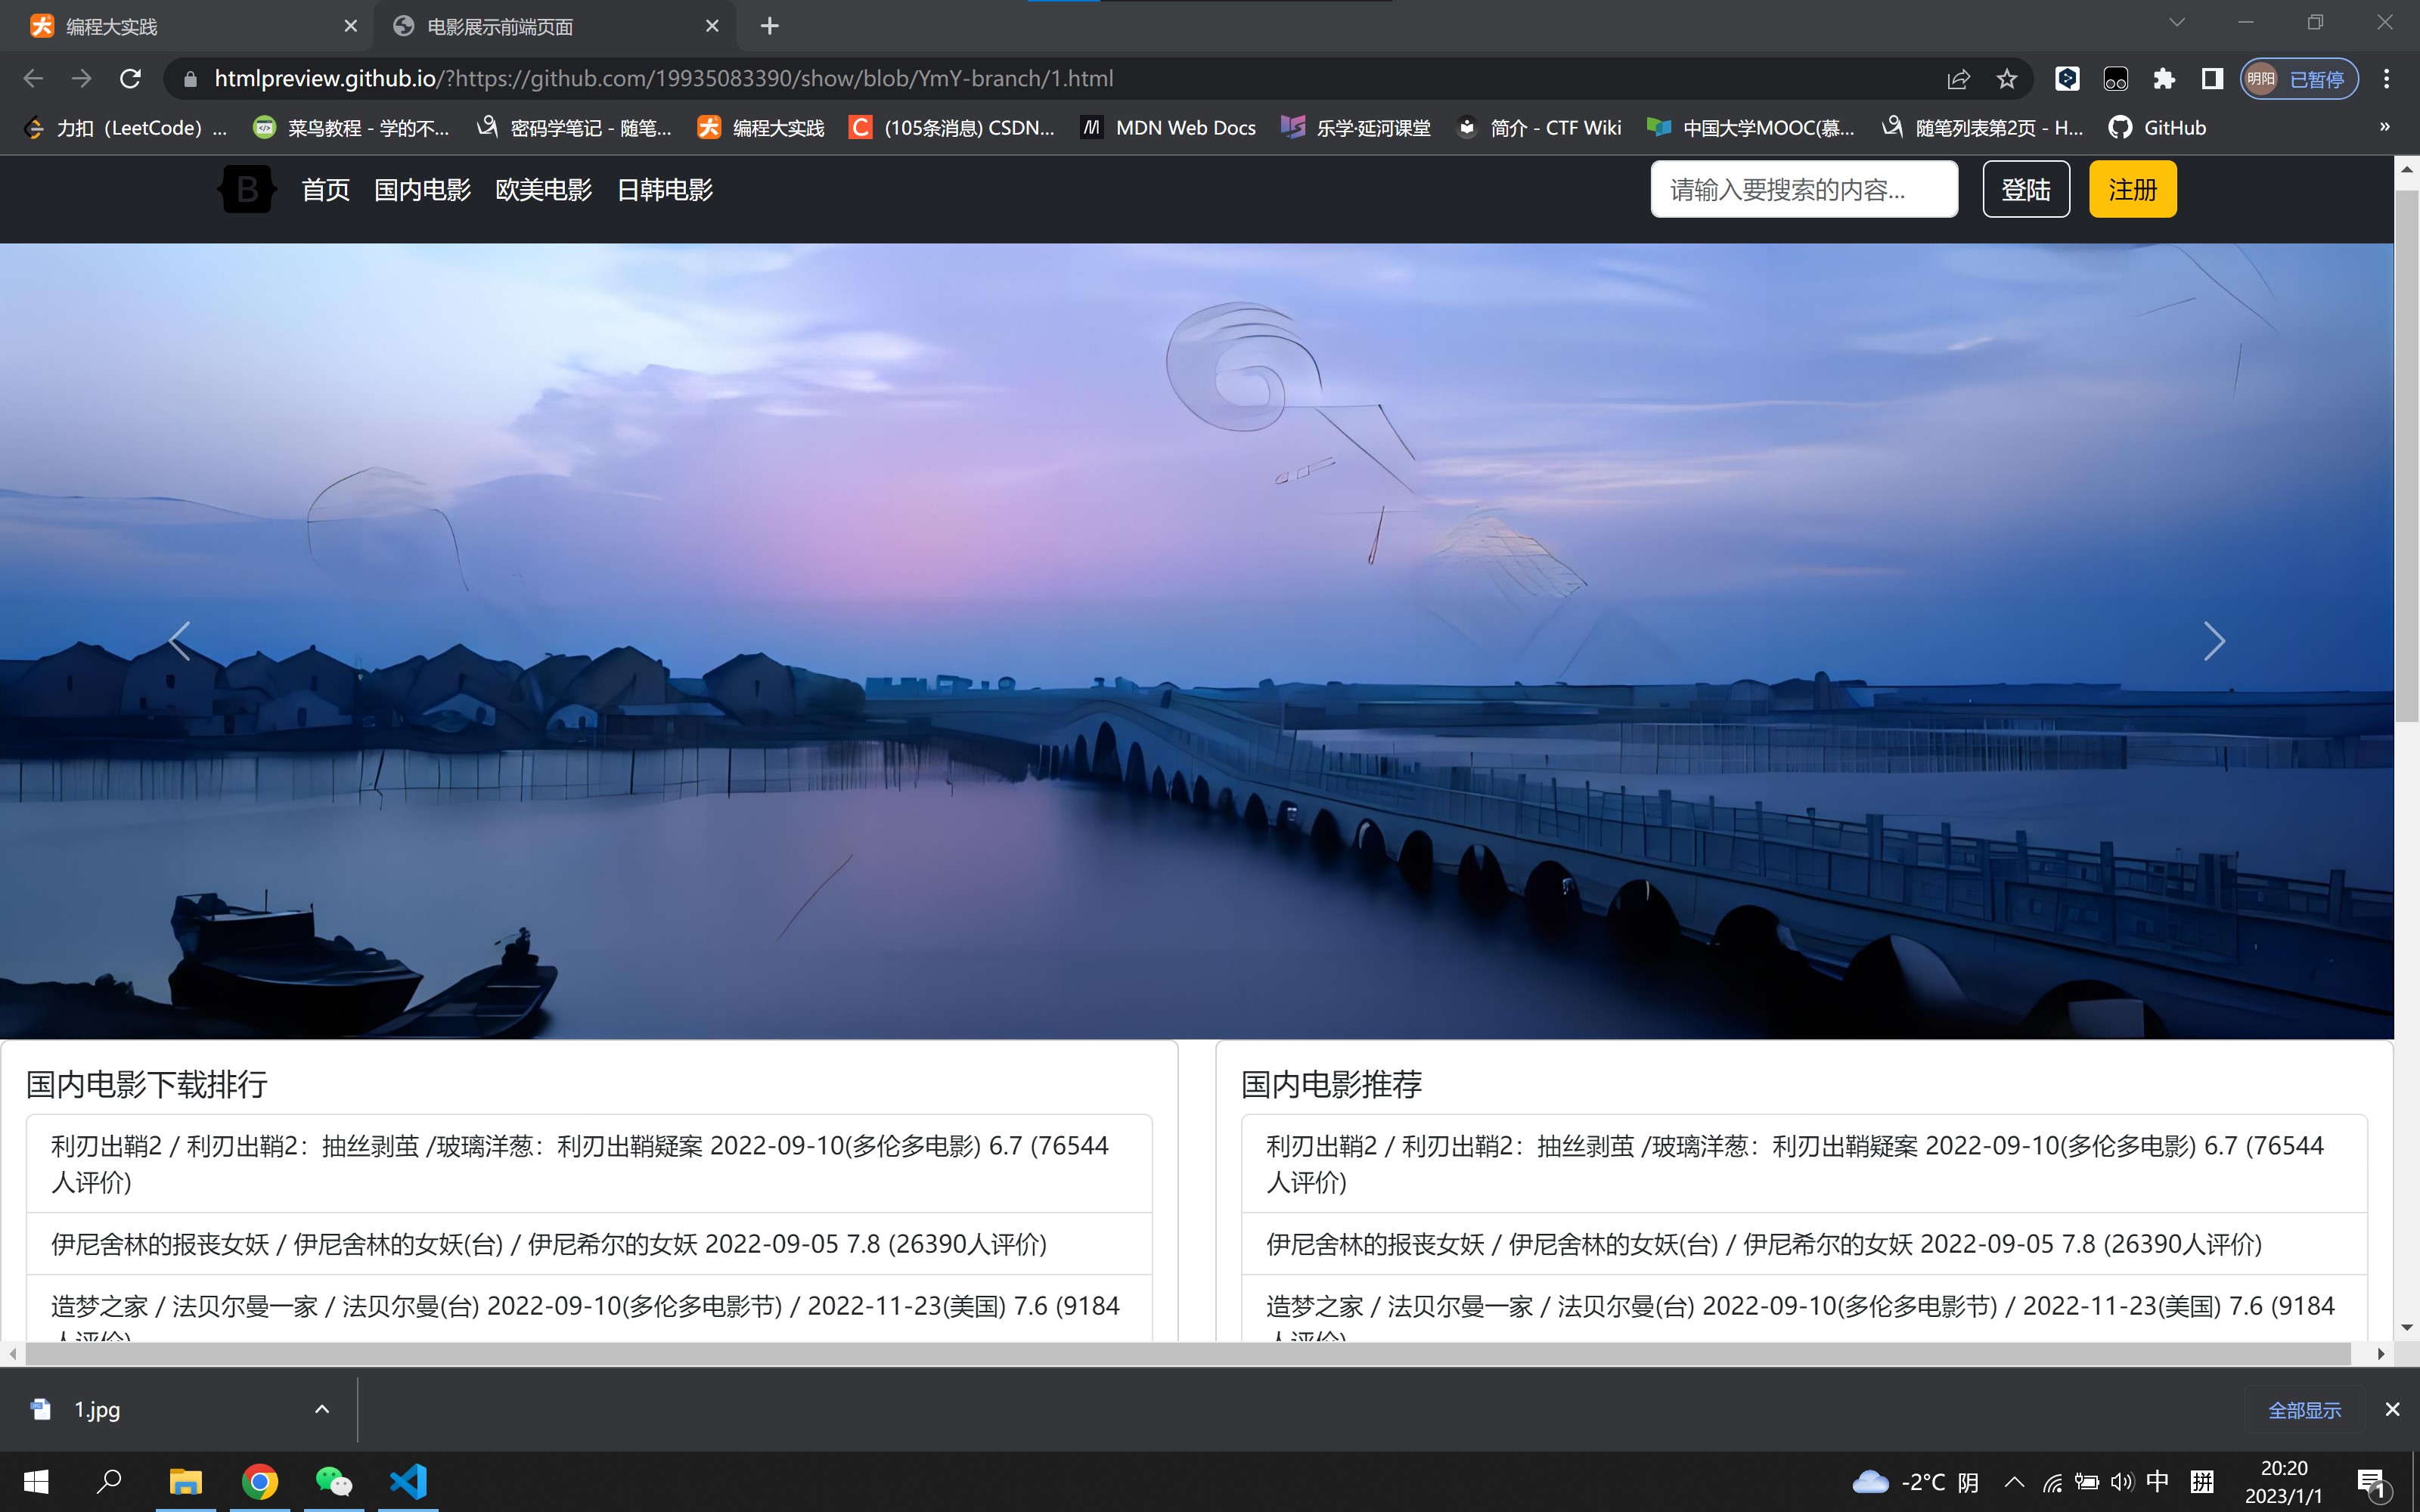 编程大实践
电影展示前端页面
htmlpreview.github.io/?https://github.com/19935083390/show/blob/YmY-branch/1.html
明阳 已暂停
力扣（LeetCode）...
菜鸟教程 - 学的不...
密码学笔记 - 随笔...
编程大实践
(105条消息) CSDN...
MDN Web Docs
乐学·延河课堂
简介 - CTF Wiki
中国大学MOOC(慕...
随笔列表第2页 - H...
GitHub
»
B 首页 国内电影 欧美电影 日韩电影
请输入要搜索的内容... 登陆 注册
国内电影下载排行
利刃出鞘2 / 利刃出鞘2：抽丝剥茧 /玻璃洋葱：利刃出鞘疑案 2022-09-10(多伦多电影) 6.7 (76544
人评价)
伊尼舍林的报丧女妖 / 伊尼舍林的女妖(台) / 伊尼希尔的女妖 2022-09-05 7.8 (26390人评价)
造梦之家 / 法贝尔曼一家 / 法贝尔曼(台) 2022-09-10(多伦多电影节) / 2022-11-23(美国) 7.6 (9184
人评价)
国内电影推荐
利刃出鞘2 / 利刃出鞘2：抽丝剥茧 /玻璃洋葱：利刃出鞘疑案 2022-09-10(多伦多电影) 6.7 (76544
人评价)
伊尼舍林的报丧女妖 / 伊尼舍林的女妖(台) / 伊尼希尔的女妖 2022-09-05 7.8 (26390人评价)
造梦之家 / 法贝尔曼一家 / 法贝尔曼(台) 2022-09-10(多伦多电影节) / 2022-11-23(美国) 7.6 (9184
人评价)
1.jpg
全部显示
-2°C 阴
中 拼
20:20
2023/1/1
1